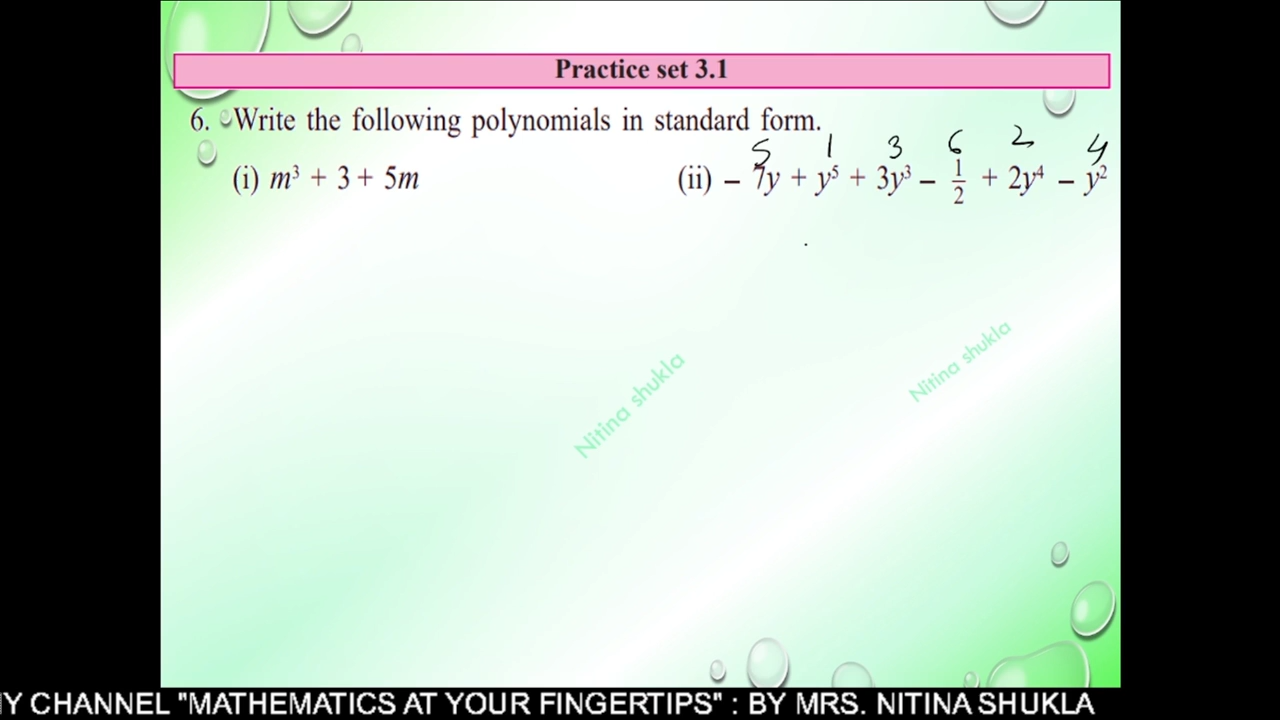 Practice set 3.1
6. Write the following polynomials in standard form.
5 1 3 6 2 4
(i) m³ + 3 + 5m (ii) – 7y + y⁵ + 3y³ – 1/2 + 2y⁴ – y²
Nitina shukla
Nitina shukla
Y CHANNEL "MATHEMATICS AT YOUR FINGERTIPS" : BY MRS. NITINA SHUKLA